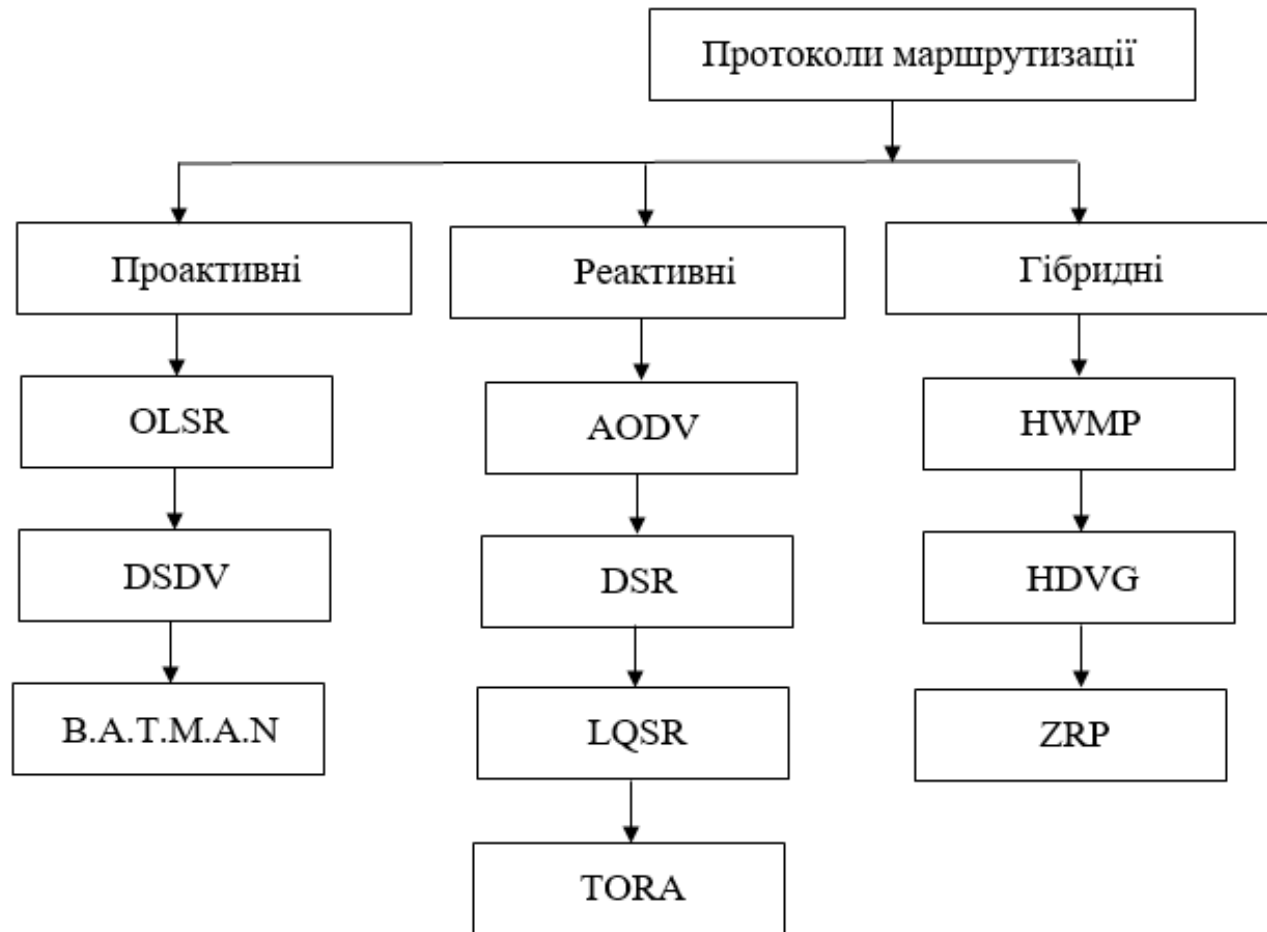 Протоколи маршрутизації
Проактивні
Реактивні
Гібридні
OLSR
AODV
HWMP
DSDV
DSR
HDVG
B.A.T.M.A.N
LQSR
ZRP
TORA